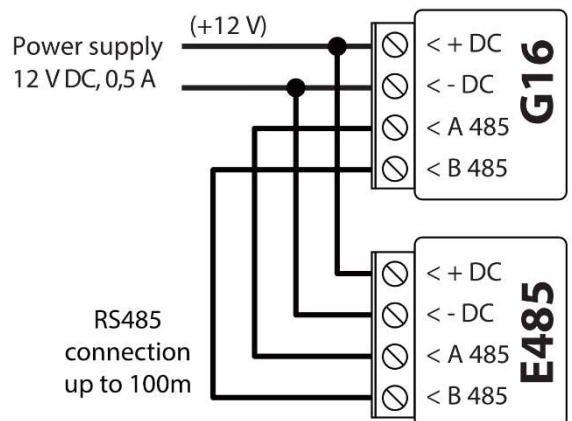 (+12 V)
Power supply
12 V DC, 0,5 A
< + DC
< - DC
< A 485
< B 485
G16
< + DC
< - DC
< A 485
< B 485
E485
RS485
connection
up to 100m